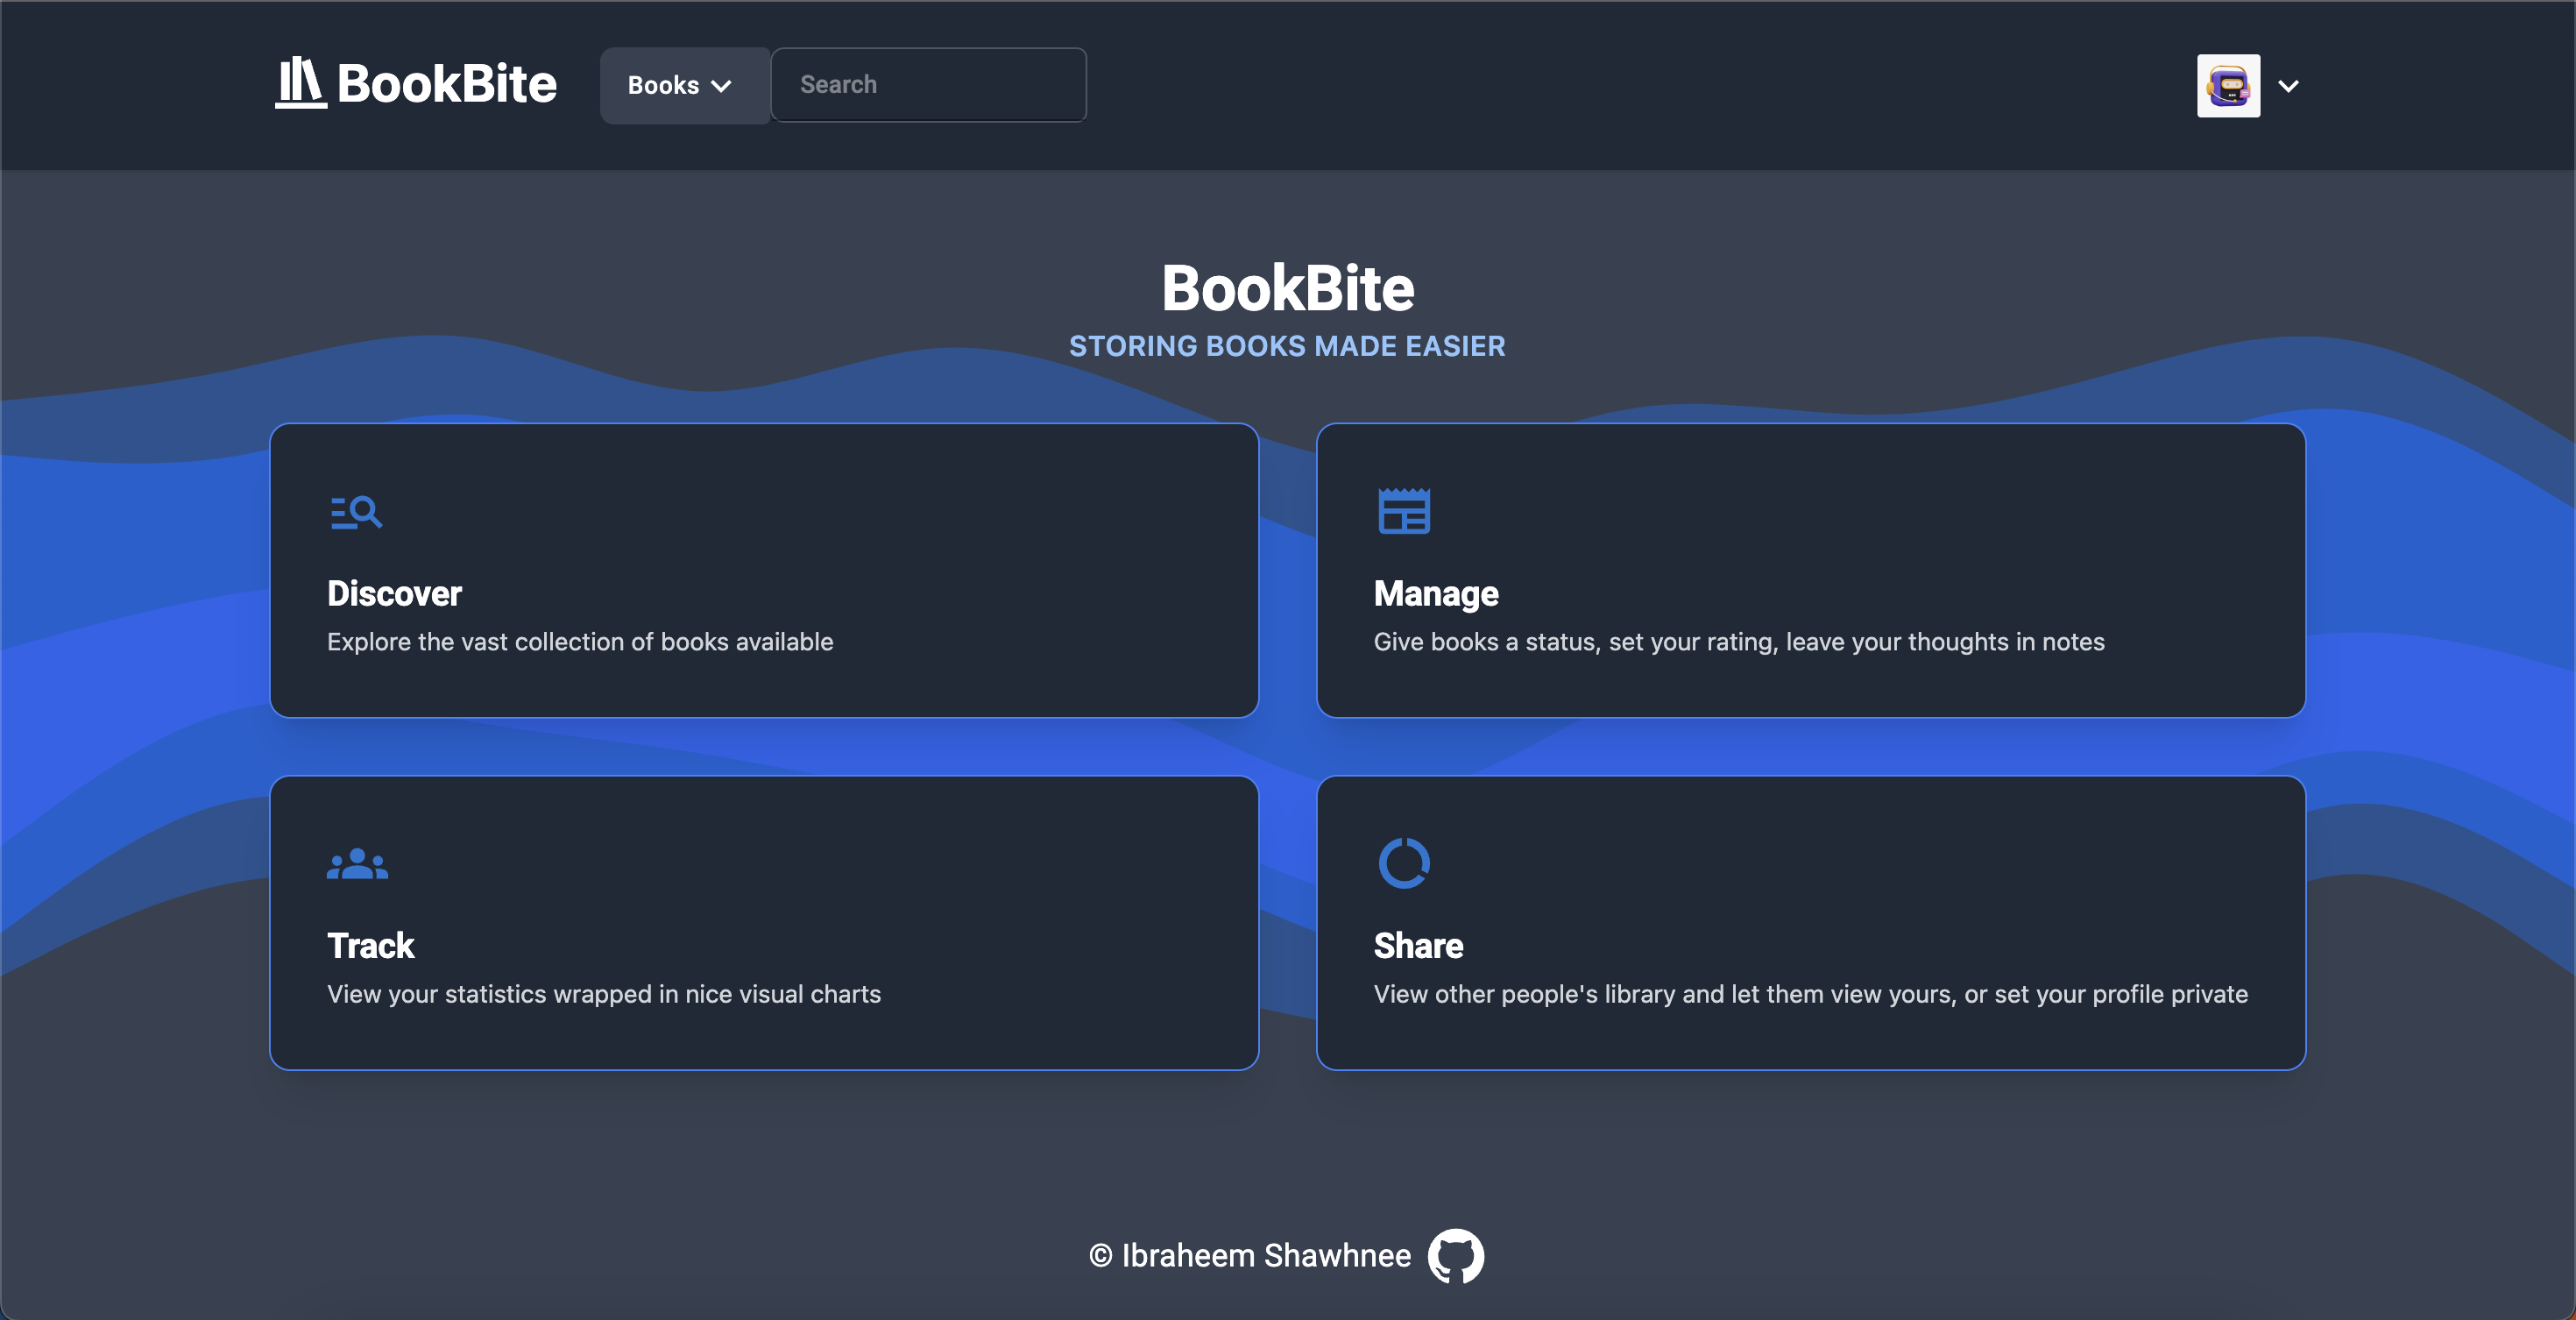 BookBite
Books
Search
BookBite
STORING BOOKS MADE EASIER
Discover
Explore the vast collection of books available
Manage
Give books a status, set your rating, leave your thoughts in notes
Track
View your statistics wrapped in nice visual charts
Share
View other people's library and let them view yours, or set your profile private
© Ibraheem Shawhnee